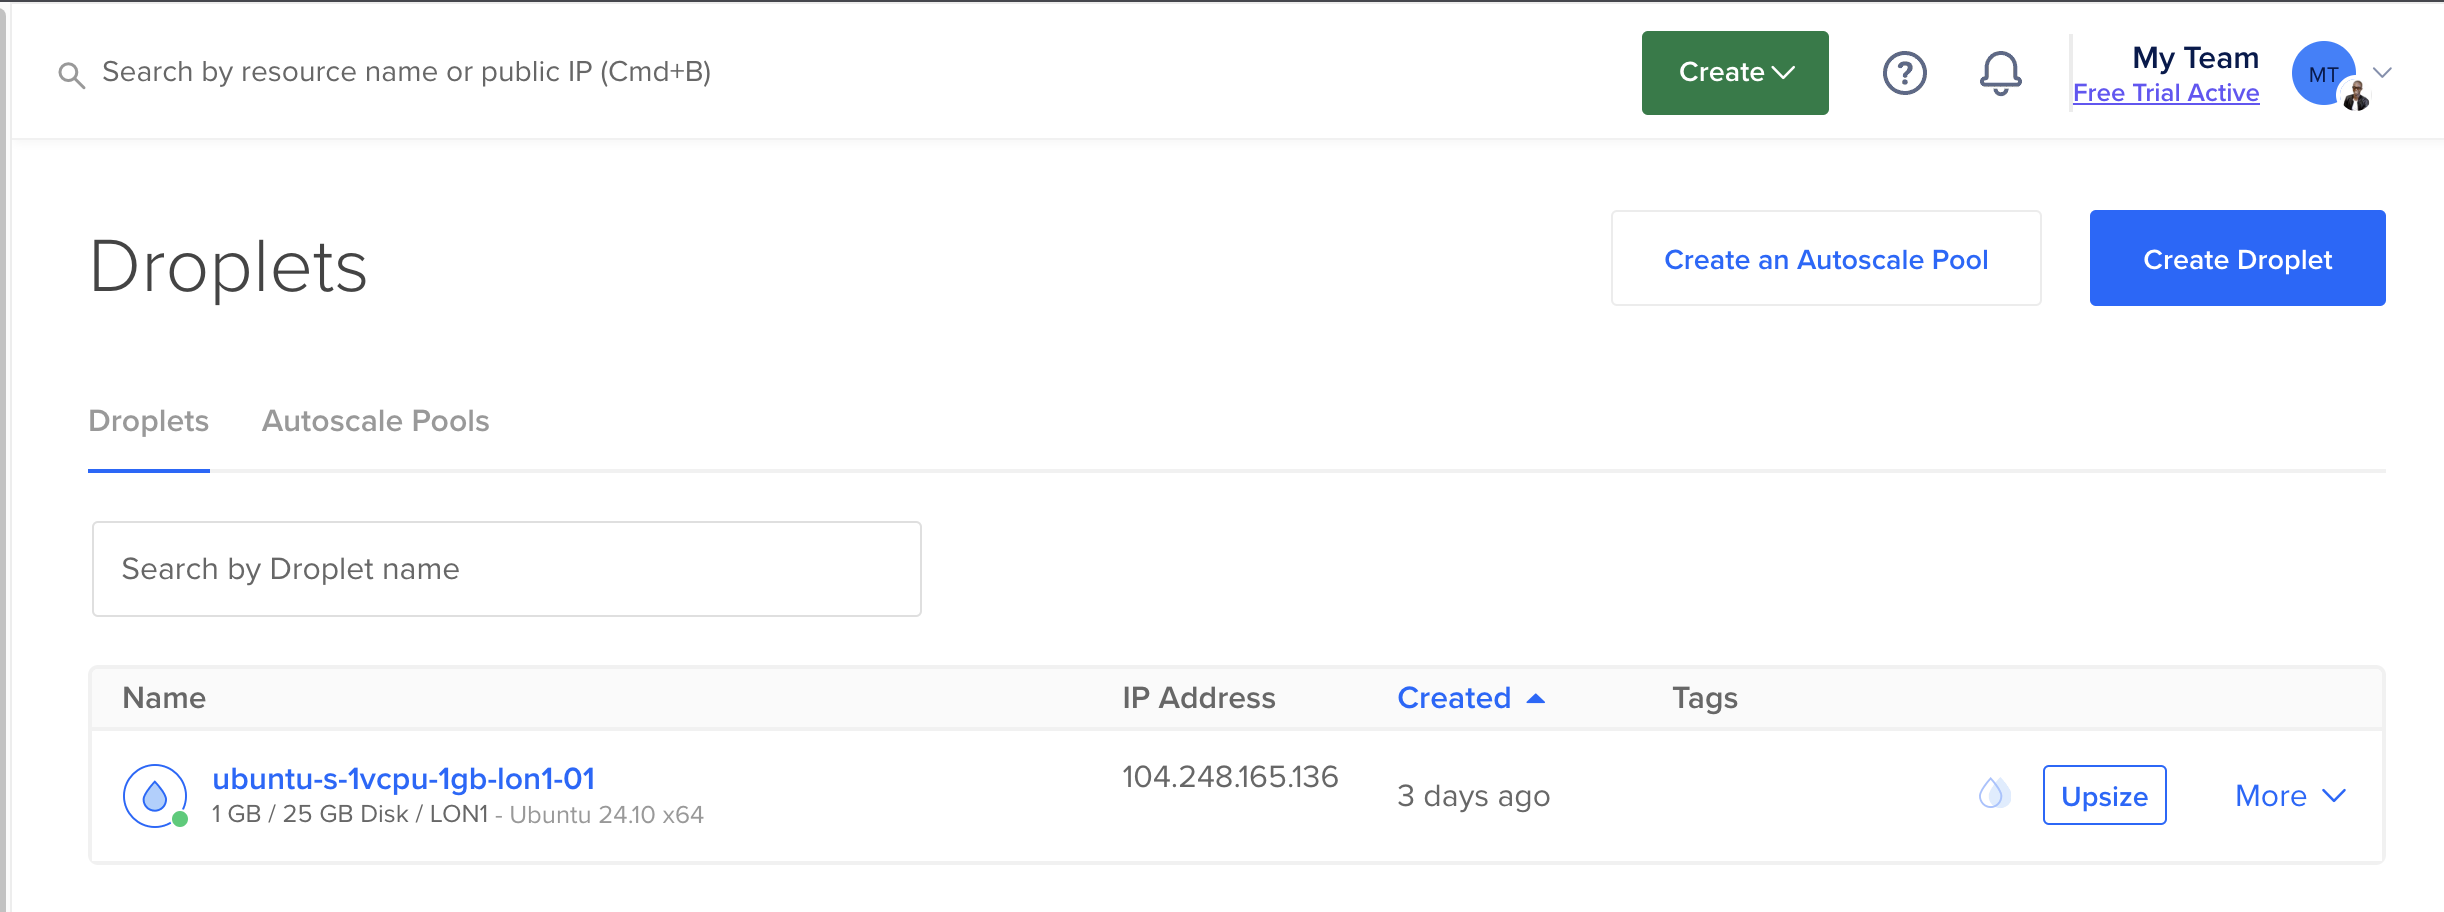 Search by resource name or public IP (Cmd+B)
Create
?
My Team
Free Trial Active
MT
Droplets
Create an Autoscale Pool
Create Droplet
Droplets
Autoscale Pools
Search by Droplet name
Name
IP Address
Created
Tags
ubuntu-s-1vcpu-1gb-lon1-01
1 GB / 25 GB Disk / LON1 - Ubuntu 24.10 x64
104.248.165.136
3 days ago
Upsize
More